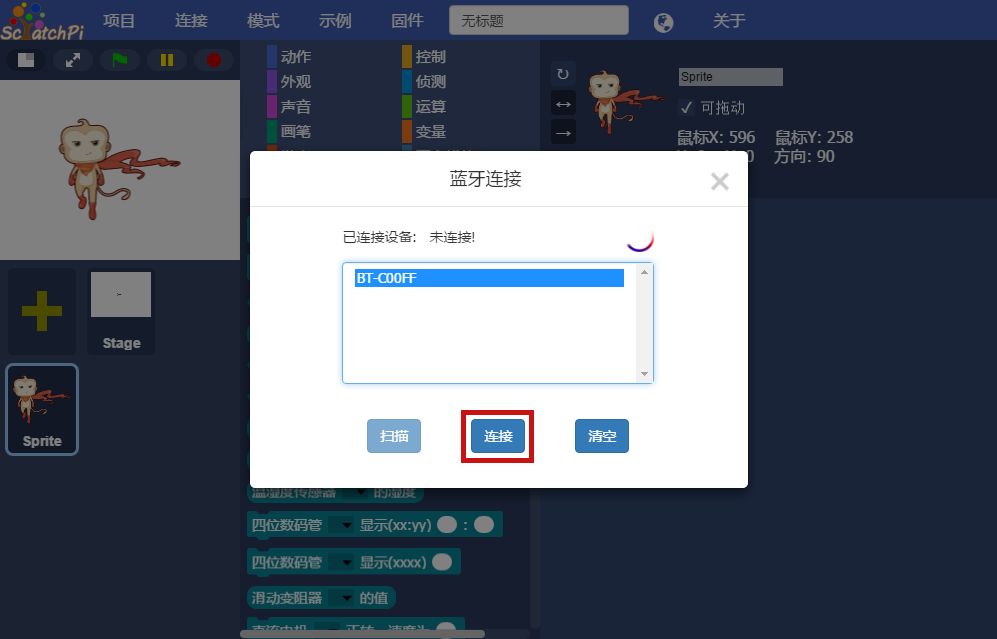 ScratchPi 项目 连接 模式 示例 固件 无标题 关于
动作 控制
外观 侦测
声音 运算
画笔 变量
Sprite
可拖动
鼠标X: 596 鼠标Y: 258
方向: 90
蓝牙连接
已连接设备: 未连接!
BT-C00FF
扫描 连接 清空
-
Stage
Sprite
温湿度传感器 的湿度
四位数码管 显示(xx:yy) :
四位数码管 显示(xxxx)
滑动变阻器 的值